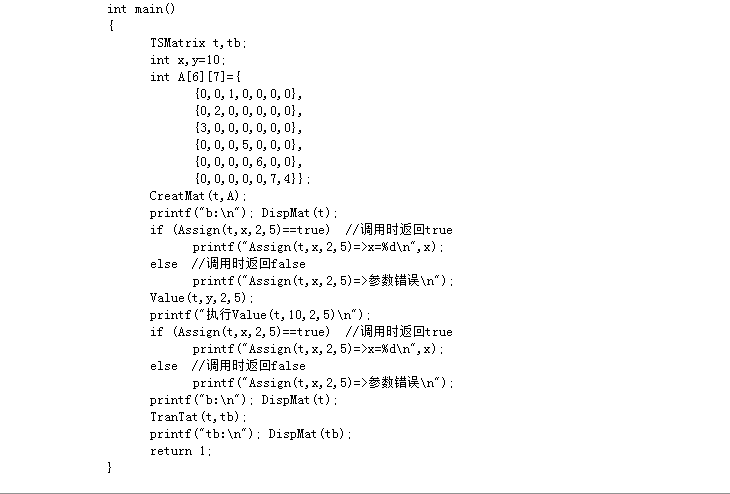 int main()
{
TSMatrix t,tb;
int x,y=10;
int A[6][7]={
{0,0,1,0,0,0,0},
{0,2,0,0,0,0,0},
{3,0,0,0,0,0,0},
{0,0,0,5,0,0,0},
{0,0,0,0,6,0,0},
{0,0,0,0,0,7,4}};
CreatMat(t,A);
printf("b:\n"); DispMat(t);
if (Assign(t,x,2,5)==true)  //调用时返回true
printf("Assign(t,x,2,5)=>x=%d\n",x);
else  //调用时返回false
printf("Assign(t,x,2,5)=>参数错误\n");
Value(t,y,2,5);
printf("执行Value(t,10,2,5)\n");
if (Assign(t,x,2,5)==true)  //调用时返回true
printf("Assign(t,x,2,5)=>x=%d\n",x);
else  //调用时返回false
printf("Assign(t,x,2,5)=>参数错误\n");
printf("b:\n"); DispMat(t);
TranTat(t,tb);
printf("tb:\n"); DispMat(tb);
return 1;
}